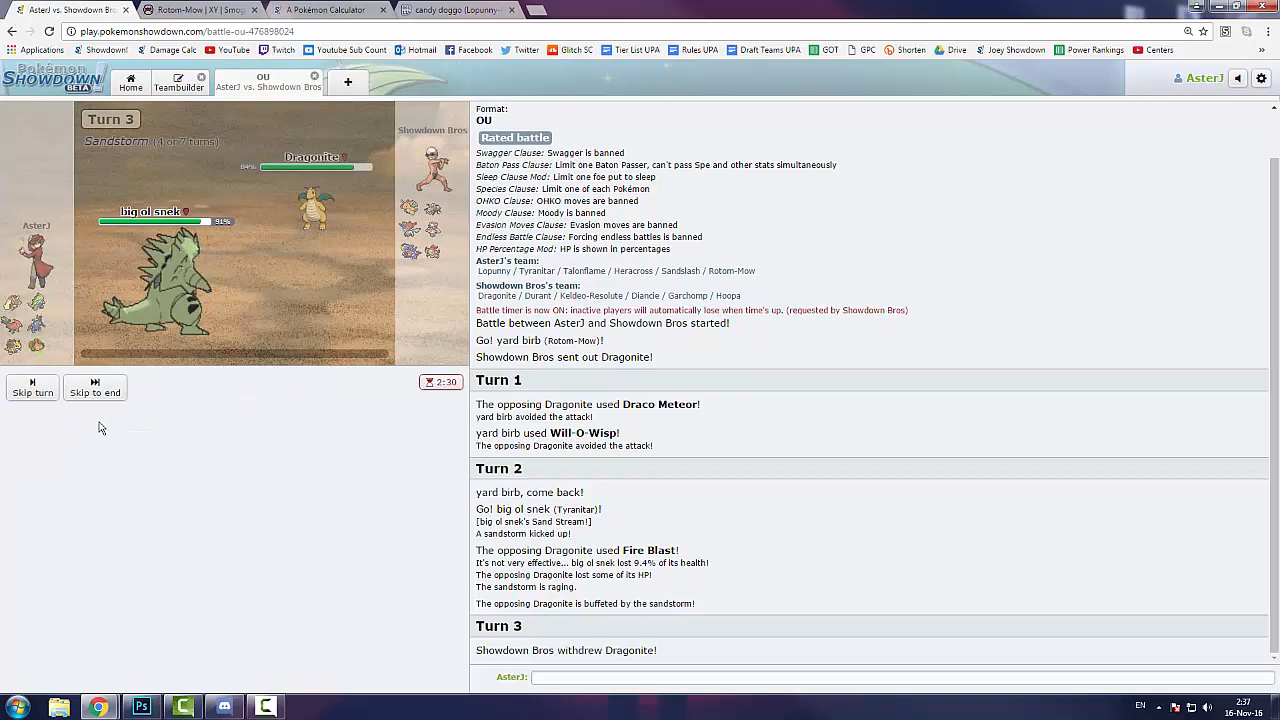 AsterJ vs. Showdown Bro
Rotom-Mow | XY | Smog
A Pokémon Calculator
candy doggo (Lopunny-
play.pokemonshowdown.com/battle-ou-476898024
Applications Showdown! Damage Calc YouTube Twitch Youtube Sub Count Hotmail Facebook Twitter Glitch SC Tier List UPA Rules UPA Draft Teams UPA GOT GPC Shorten Drive Joey Showdown Power Rankings Centers
Pokémon
SHOWDOWN
BETA
Home
Teambuilder
OU
AsterJ vs. Showdown Bros
AsterJ
Turn 3
Sandstorm (4 or 7 turns)
Showdown Bros
Dragonite
84%
big ol snek
91%
AsterJ
Skip turn
Skip to end
2:30
Format:
OU
Rated battle
Swagger Clause: Swagger is banned
Baton Pass Clause: Limit one Baton Passer, can't pass Spe and other stats simultaneously
Sleep Clause Mod: Limit one foe put to sleep
Species Clause: Limit one of each Pokémon
OHKO Clause: OHKO moves are banned
Moody Clause: Moody is banned
Evasion Moves Clause: Evasion moves are banned
Endless Battle Clause: Forcing endless battles is banned
HP Percentage Mod: HP is shown in percentages
AsterJ's team:
Lopunny / Tyranitar / Talonflame / Heracross / Sandslash / Rotom-Mow
Showdown Bros's team:
Dragonite / Durant / Keldeo-Resolute / Diancie / Garchomp / Hoopa
Battle timer is now ON: inactive players will automatically lose when time's up. (requested by Showdown Bros)
Battle between AsterJ and Showdown Bros started!
Go! yard birb (Rotom-Mow)!
Showdown Bros sent out Dragonite!
Turn 1
The opposing Dragonite used Draco Meteor!
yard birb avoided the attack!
yard birb used Will-O-Wisp!
The opposing Dragonite avoided the attack!
Turn 2
yard birb, come back!
Go! big ol snek (Tyranitar)!
[big ol snek's Sand Stream!]
A sandstorm kicked up!
The opposing Dragonite used Fire Blast!
It's not very effective... big ol snek lost 9.4% of its health!
The opposing Dragonite lost some of its HP!
The sandstorm is raging.
The opposing Dragonite is buffeted by the sandstorm!
Turn 3
Showdown Bros withdrew Dragonite!
AsterJ:
EN
2:37
16-Nov-16